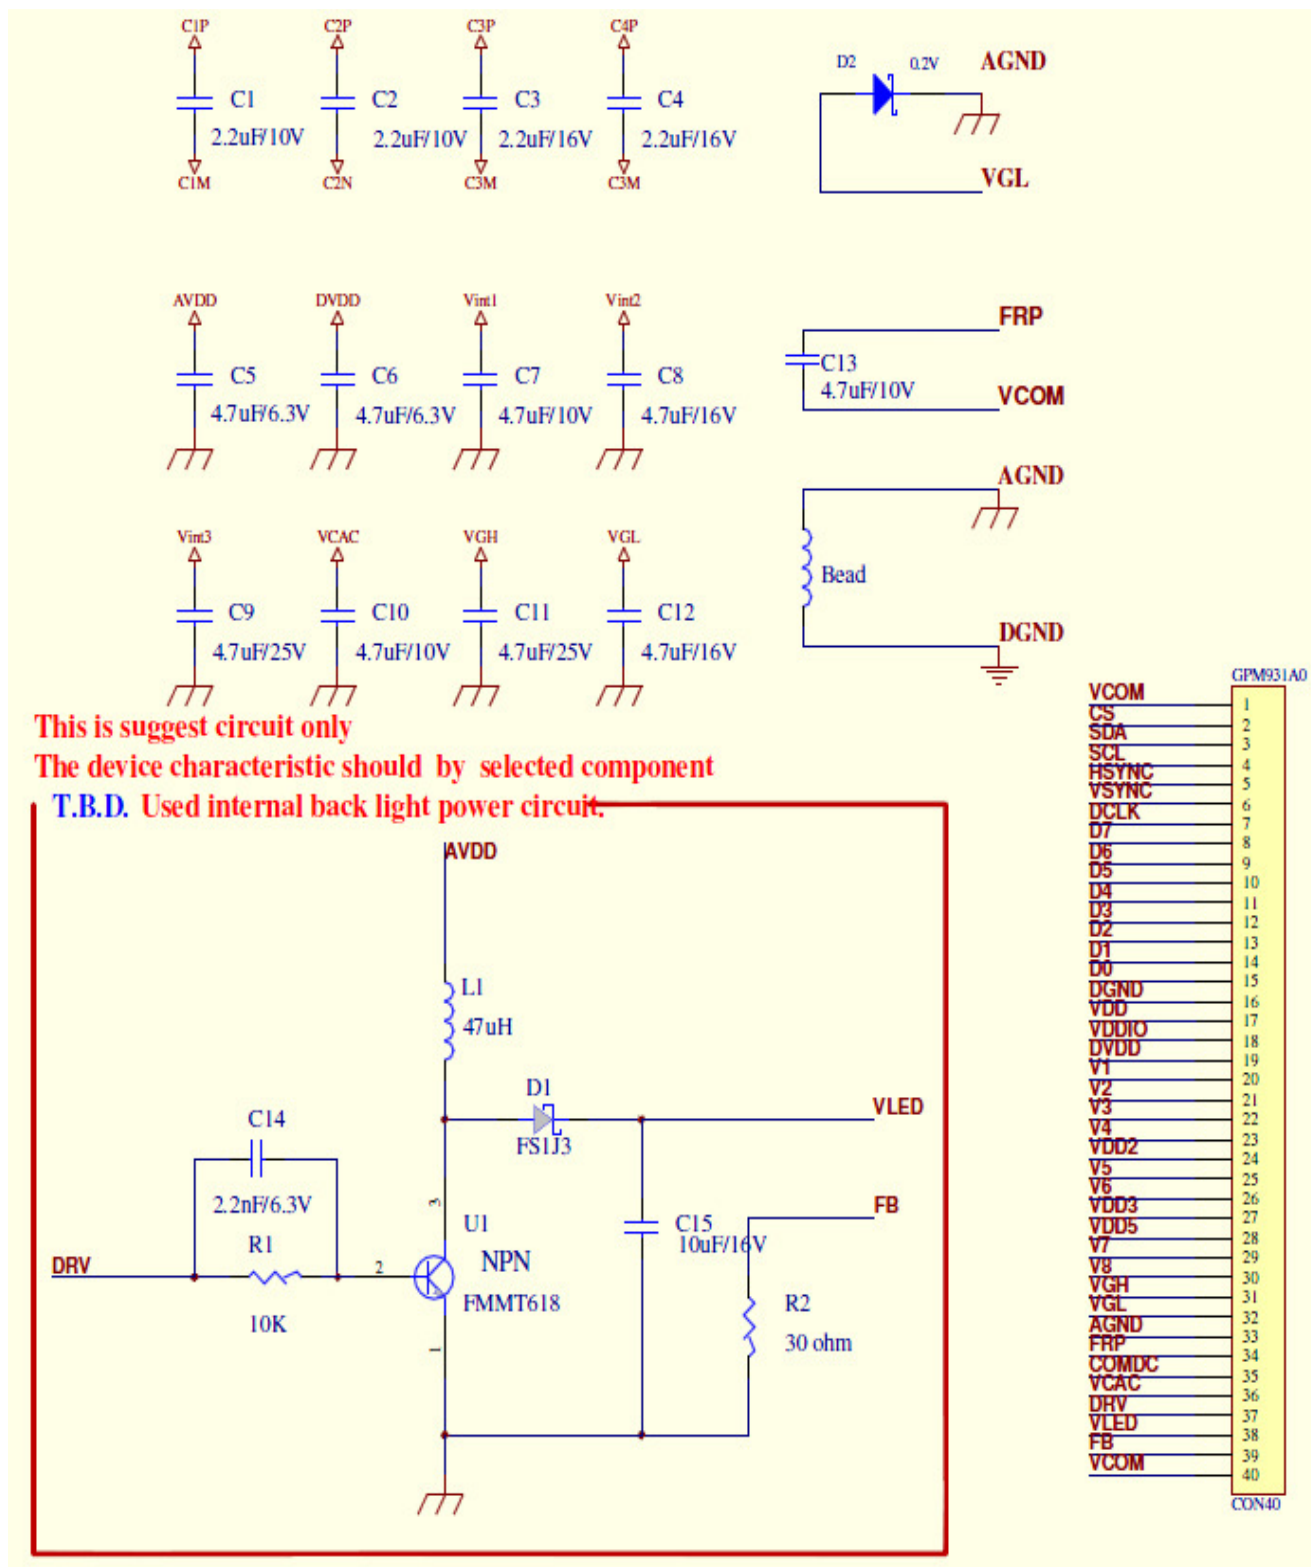 C1P C2P C3P C4P
D2 0.2V AGND
C1 C2 C3 C4
2.2uF/10V 2.2uF/10V 2.2uF/16V 2.2uF/16V
C1M C2N C3M C3M
VGL
AVDD DVDD Vint1 Vint2
FRP
C5 C6 C7 C8
C13
4.7uF/6.3V 4.7uF/6.3V 4.7uF/10V 4.7uF/16V
4.7uF/10V
VCOM
AGND
Vint3 VCAC VGH VGL
Bead
C9 C10 C11 C12
4.7uF/25V 4.7uF/10V 4.7uF/25V 4.7uF/16V
DGND
This is suggest circuit only
The device characteristic should by selected component
T.B.D. Used internal back light power circuit.
AVDD
L1
47uH
D1
FS1J3
VLED
C14
2.2nF/6.3V
R1
10K
DRV
2
3
1
U1
NPN
FMMT618
C15
10uF/16V
FB
R2
30 ohm
GPM931A0
VCOM 1
CS 2
SDA 3
SCL 4
HSYNC 5
VSYNC 6
DCLK 7
D7 8
D6 9
D5 10
D4 11
D3 12
D2 13
D1 14
D0 15
DGND 16
VDD 17
VDDIO 18
DVDD 19
V1 20
V2 21
V3 22
V4 23
VDD2 24
V5 25
V6 26
VDD3 27
VDD5 28
V7 29
V8 30
VGH 31
VGL 32
AGND 33
FRP 34
COMDC 35
VCAC 36
DRV 37
VLED 38
FB 39
VCOM 40
CON40